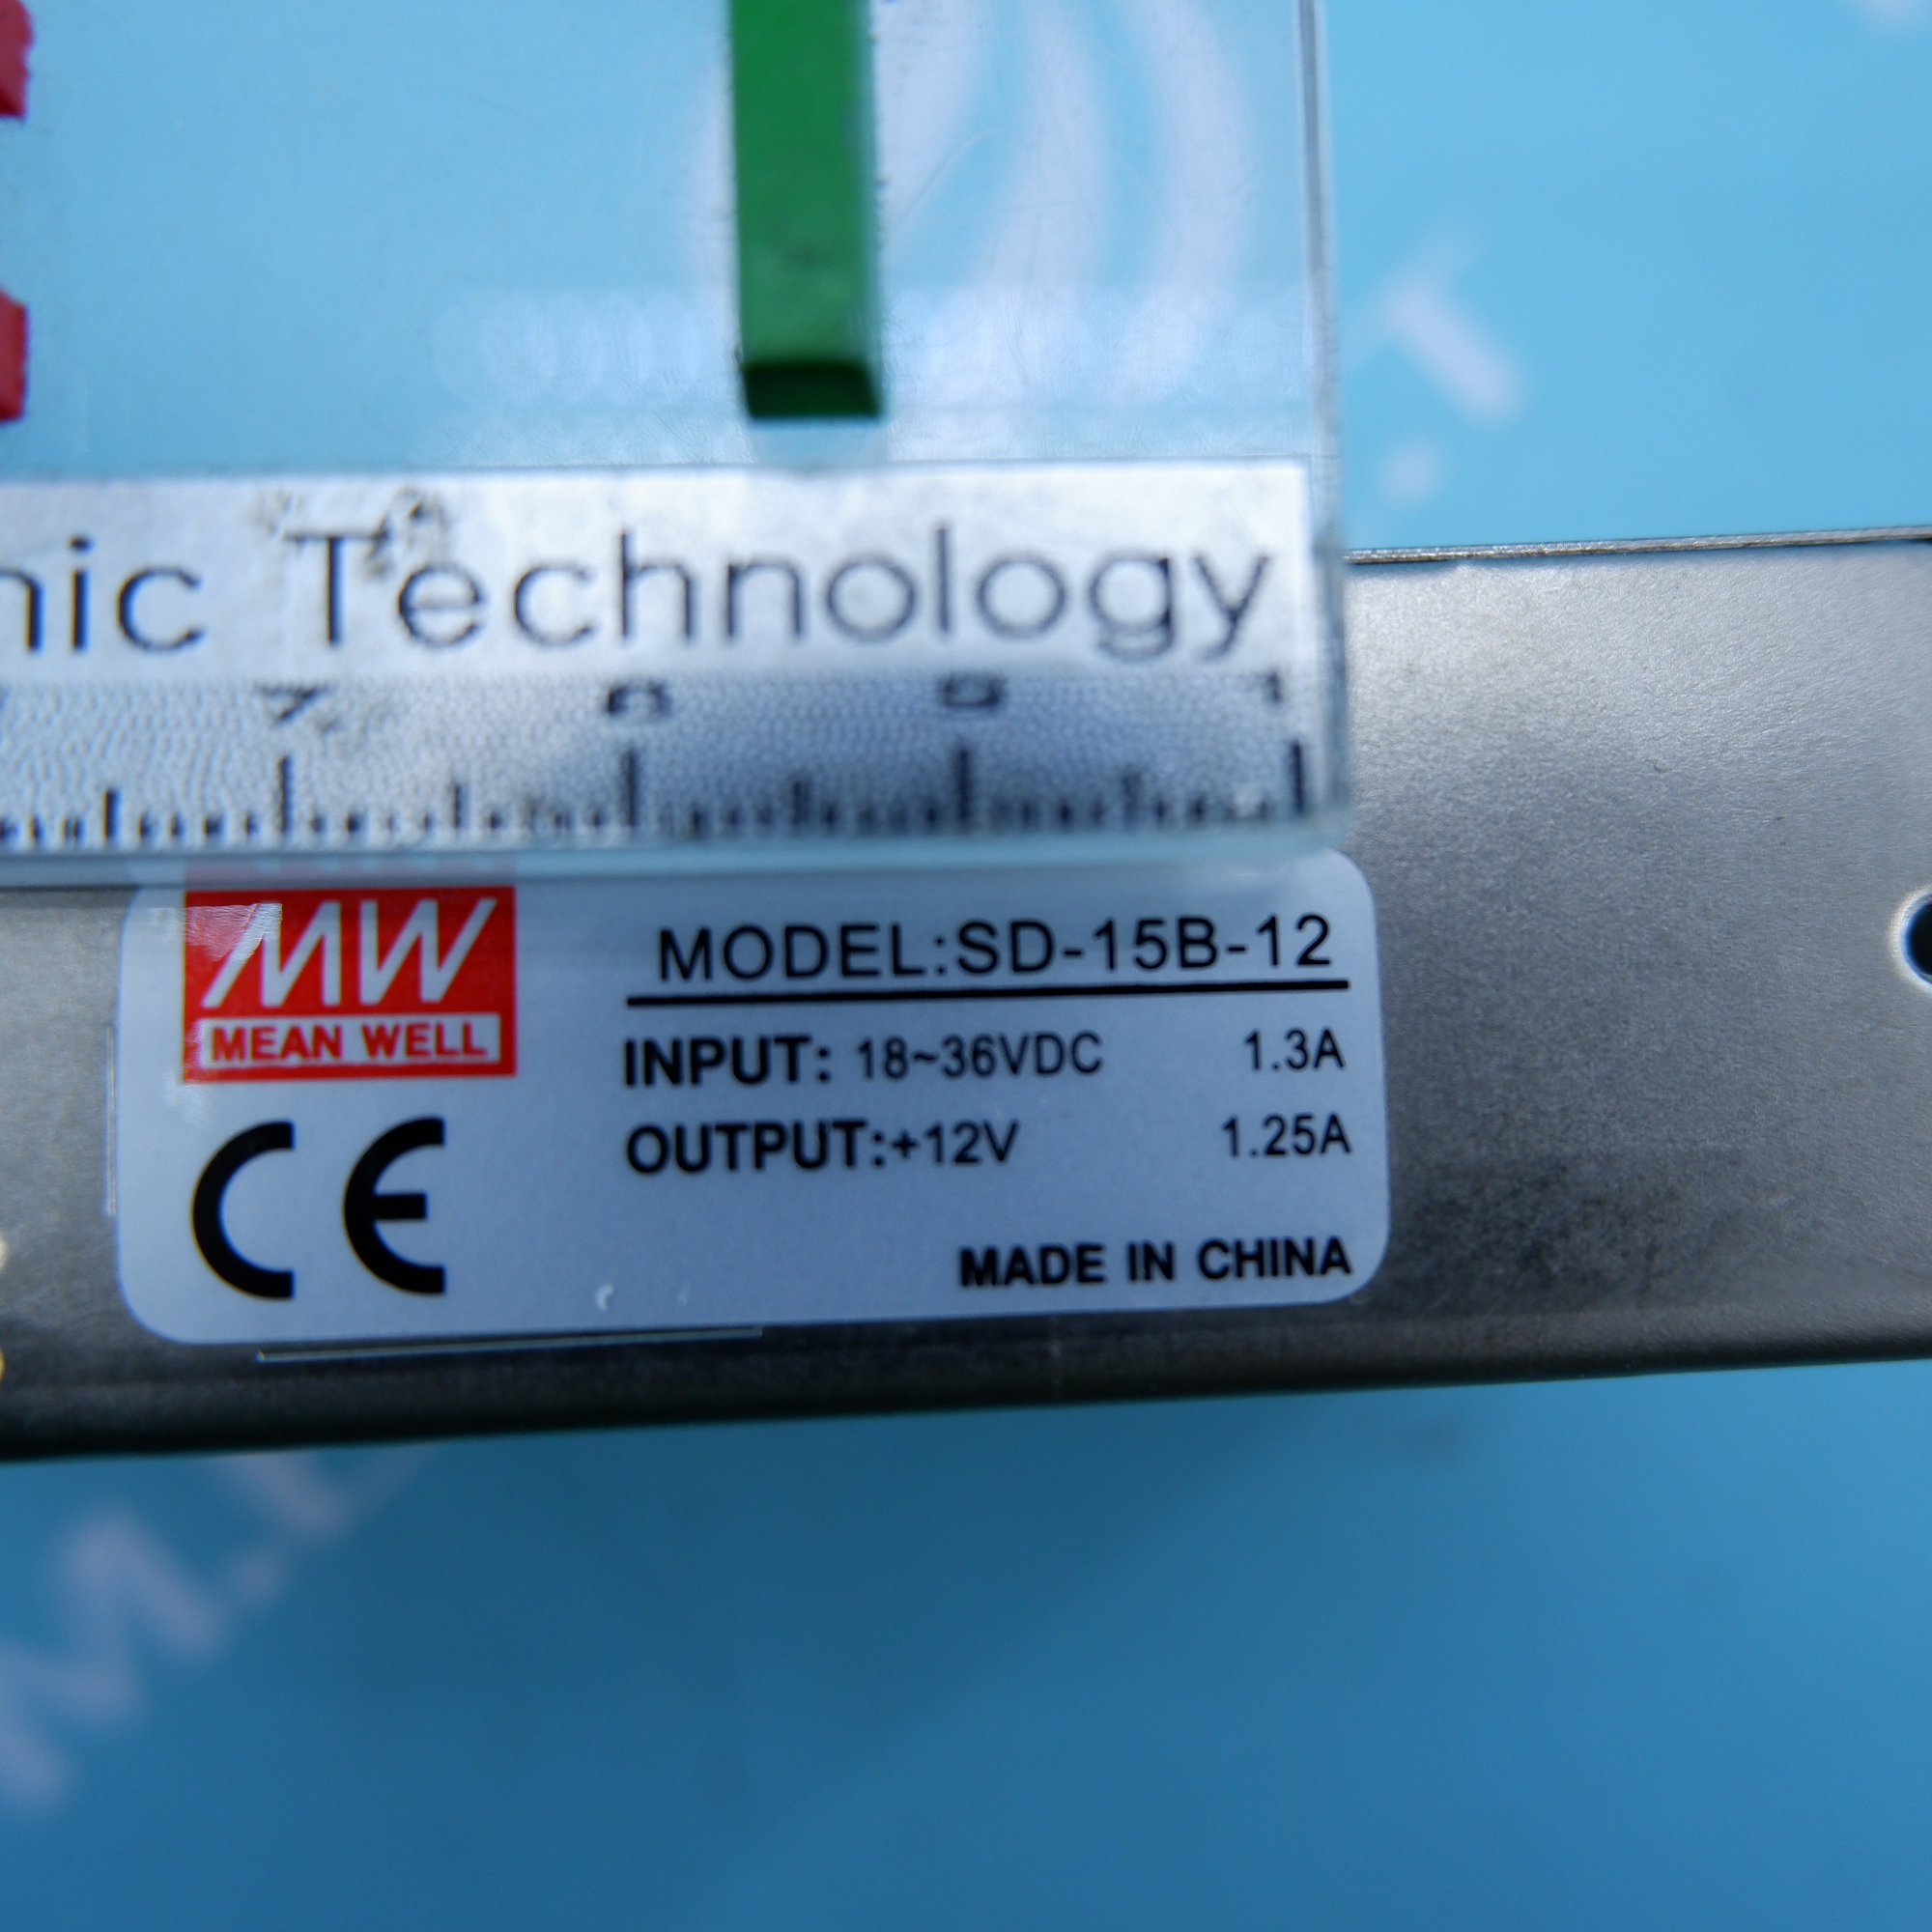 nic Technology
7 8 9 1
MW
MEAN WELL
MODEL:SD-15B-12
INPUT: 18~36VDC 1.3A
OUTPUT:+12V 1.25A
CE
MADE IN CHINA